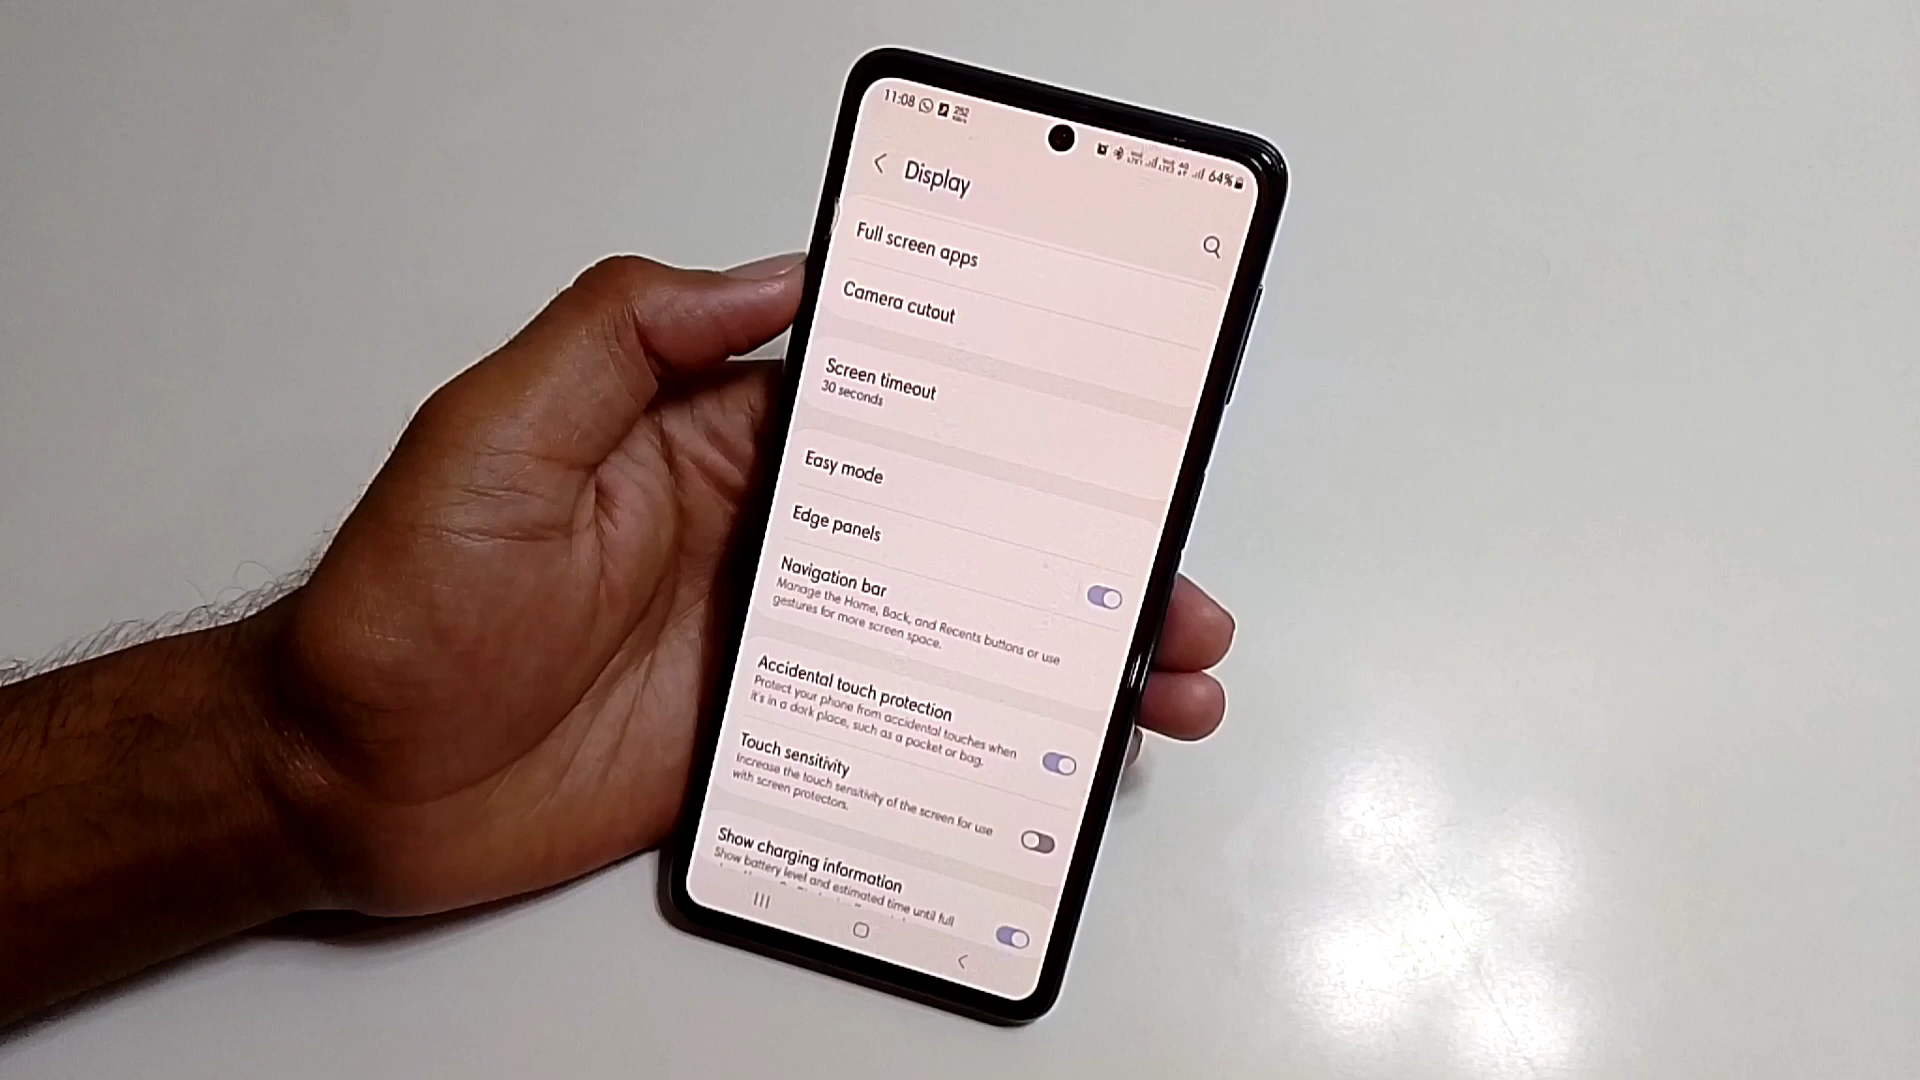 11:08
252
64%
Display
Full screen apps
Camera cutout
Screen timeout
30 seconds
Easy mode
Edge panels
Navigation bar
Manage the Home, Back, and Recents buttons or use
gestures for more screen space.
Accidental touch protection
Protect your phone from accidental touches when
it's in a dark place, such as a pocket or bag.
Touch sensitivity
Increase the touch sensitivity of the screen for use
with screen protectors.
Show charging information
Show battery level and estimated time until full